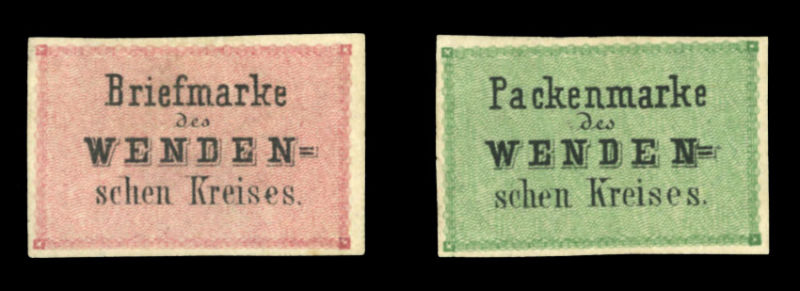 Briefmarke
des
WENDEN=
schen Kreises.
Packenmarke
des
WENDEN=
schen Kreises.